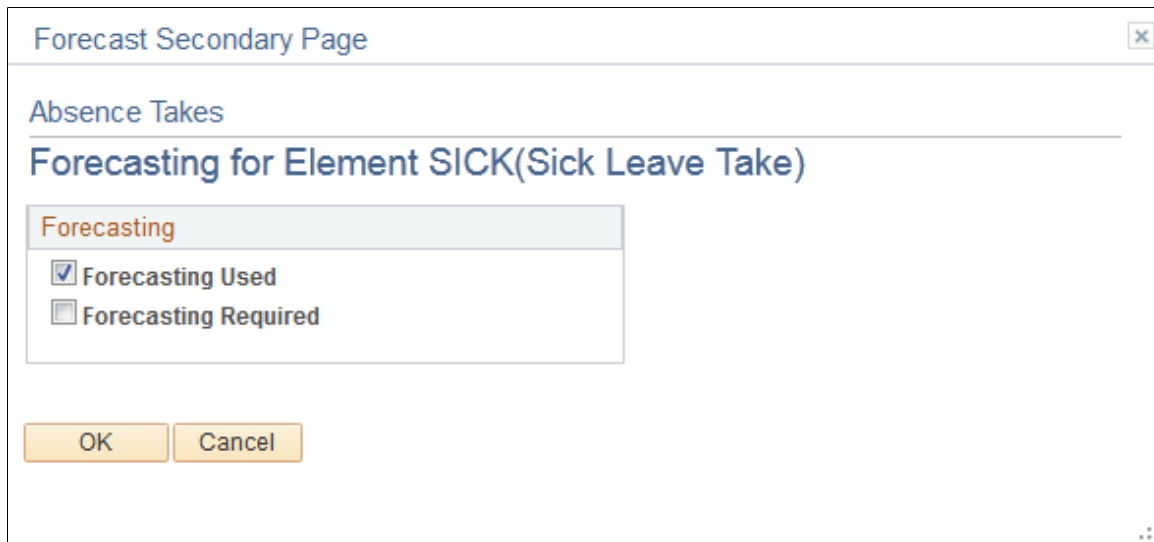 Forecast Secondary Page
Absence Takes
Forecasting for Element SICK(Sick Leave Take)
Forecasting
Forecasting Used
Forecasting Required
OK Cancel